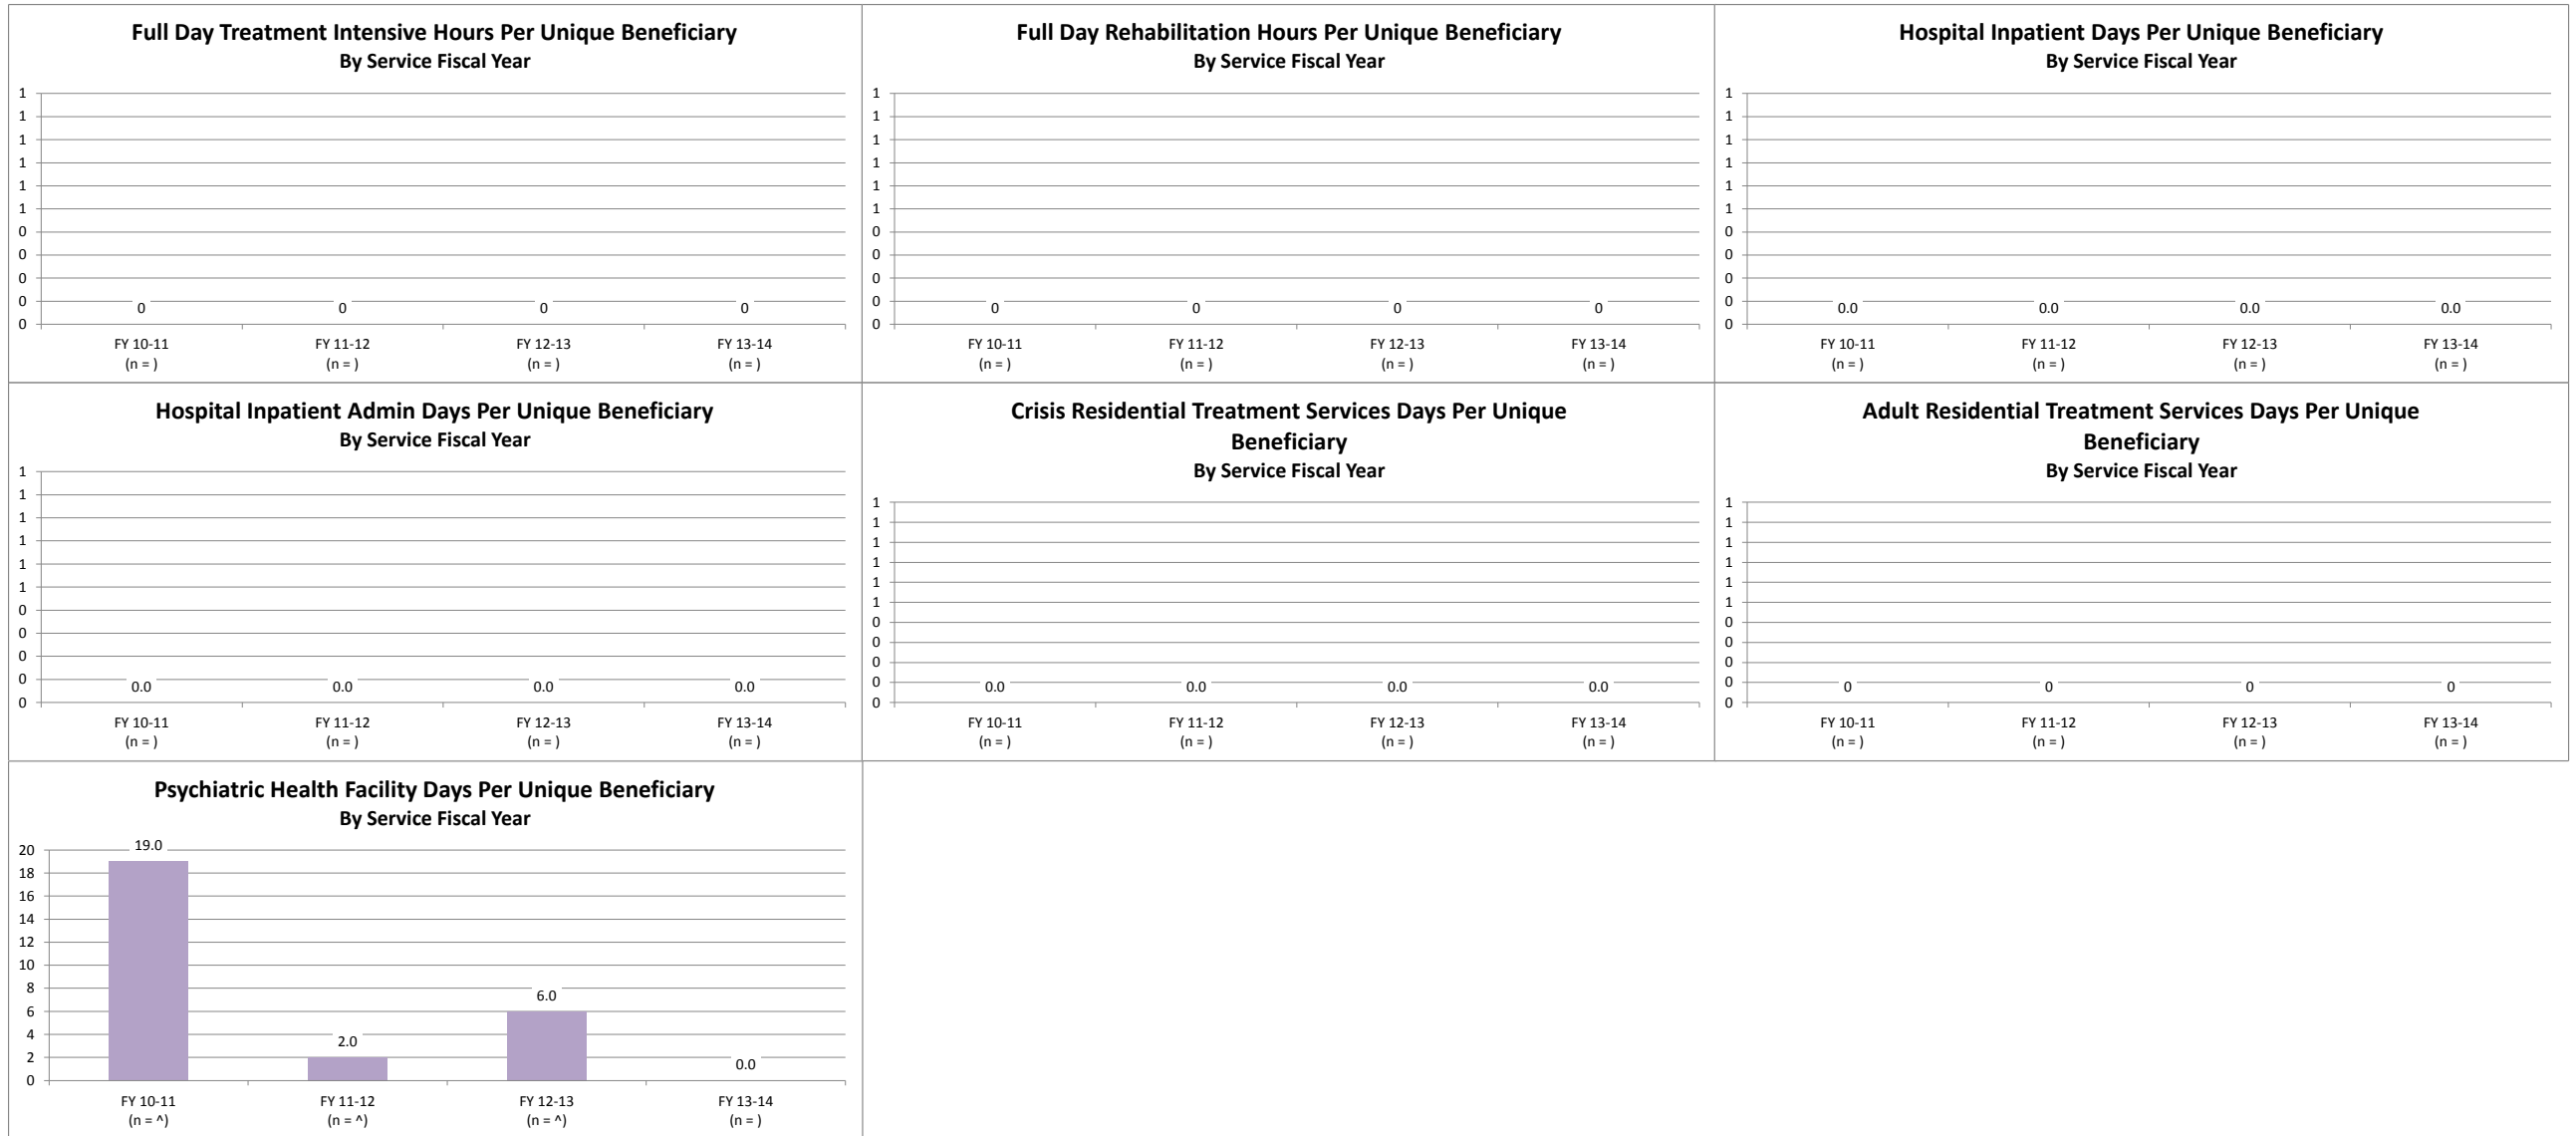 Full Day Treatment Intensive Hours Per Unique Beneficiary
By Service Fiscal Year
1
1
1
1
1
1
0
0
0
0
0
0 0 0 0
FY 10-11 FY 11-12 FY 12-13 FY 13-14
(n = ) (n = ) (n = ) (n = )
Full Day Rehabilitation Hours Per Unique Beneficiary
By Service Fiscal Year
1
1
1
1
1
1
0
0
0
0
0
0 0 0 0
FY 10-11 FY 11-12 FY 12-13 FY 13-14
(n = ) (n = ) (n = ) (n = )
Hospital Inpatient Days Per Unique Beneficiary
By Service Fiscal Year
1
1
1
1
1
1
0
0
0
0
0
0.0 0.0 0.0 0.0
FY 10-11 FY 11-12 FY 12-13 FY 13-14
(n = ) (n = ) (n = ) (n = )
Hospital Inpatient Admin Days Per Unique Beneficiary
By Service Fiscal Year
1
1
1
1
1
1
0
0
0
0
0
0.0 0.0 0.0 0.0
FY 10-11 FY 11-12 FY 12-13 FY 13-14
(n = ) (n = ) (n = ) (n = )
Crisis Residential Treatment Services Days Per Unique
Beneficiary
By Service Fiscal Year
1
1
1
1
1
1
0
0
0
0
0
0.0 0.0 0.0 0.0
FY 10-11 FY 11-12 FY 12-13 FY 13-14
(n = ) (n = ) (n = ) (n = )
Adult Residential Treatment Services Days Per Unique
Beneficiary
By Service Fiscal Year
1
1
1
1
1
1
0
0
0
0
0
0 0 0 0
FY 10-11 FY 11-12 FY 12-13 FY 13-14
(n = ) (n = ) (n = ) (n = )
Psychiatric Health Facility Days Per Unique Beneficiary
By Service Fiscal Year
20
18
16
14
12
10
8
6
4
2
0
19.0 2.0 6.0 0.0
FY 10-11 FY 11-12 FY 12-13 FY 13-14
(n = ^) (n = ^) (n = ^) (n = )